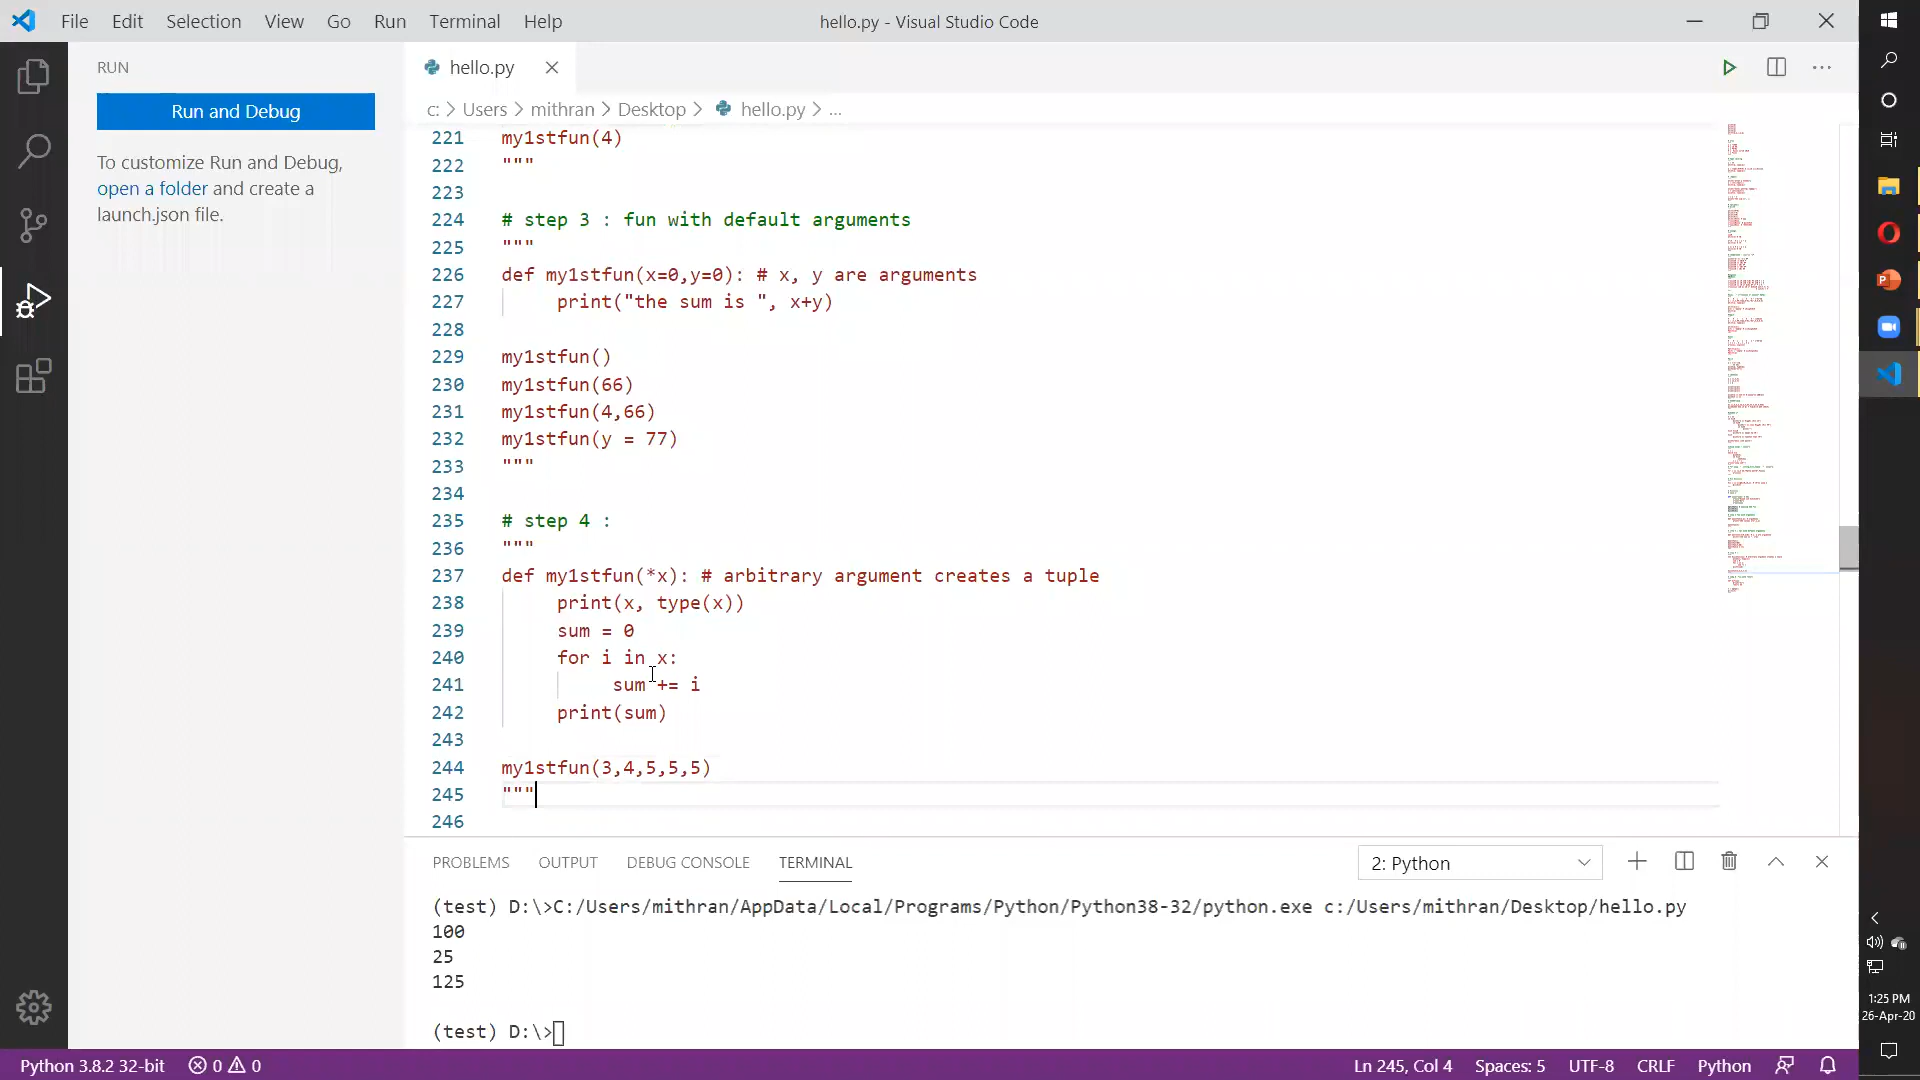 File Edit Selection View Go Run Terminal Help
hello.py - Visual Studio Code
RUN
Run and Debug
To customize Run and Debug,
open a folder and create a
launch.json file.
hello.py
c: > Users > mithran > Desktop > hello.py > ...
221 my1stfun(4)
222 """
223
224 # step 3 : fun with default arguments
225 """
226 def my1stfun(x=0,y=0): # x, y are arguments
227 print("the sum is ", x+y)
228
229 my1stfun()
230 my1stfun(66)
231 my1stfun(4,66)
232 my1stfun(y = 77)
233 """
234
235 # step 4 :
236 """
237 def my1stfun(*x): # arbitrary argument creates a tuple
238 print(x, type(x))
239 sum = 0
240 for i in x:
241 sum += i
242 print(sum)
243
244 my1stfun(3,4,5,5,5)
245 """
246
PROBLEMS OUTPUT DEBUG CONSOLE TERMINAL
2: Python
(test) D:\>C:/Users/mithran/AppData/Local/Programs/Python/Python38-32/python.exe c:/Users/mithran/Desktop/hello.py
100
25
125
(test) D:\>
Python 3.8.2 32-bit 0 0
Ln 245, Col 4 Spaces: 5 UTF-8 CRLF Python
1:25 PM
26-Apr-20